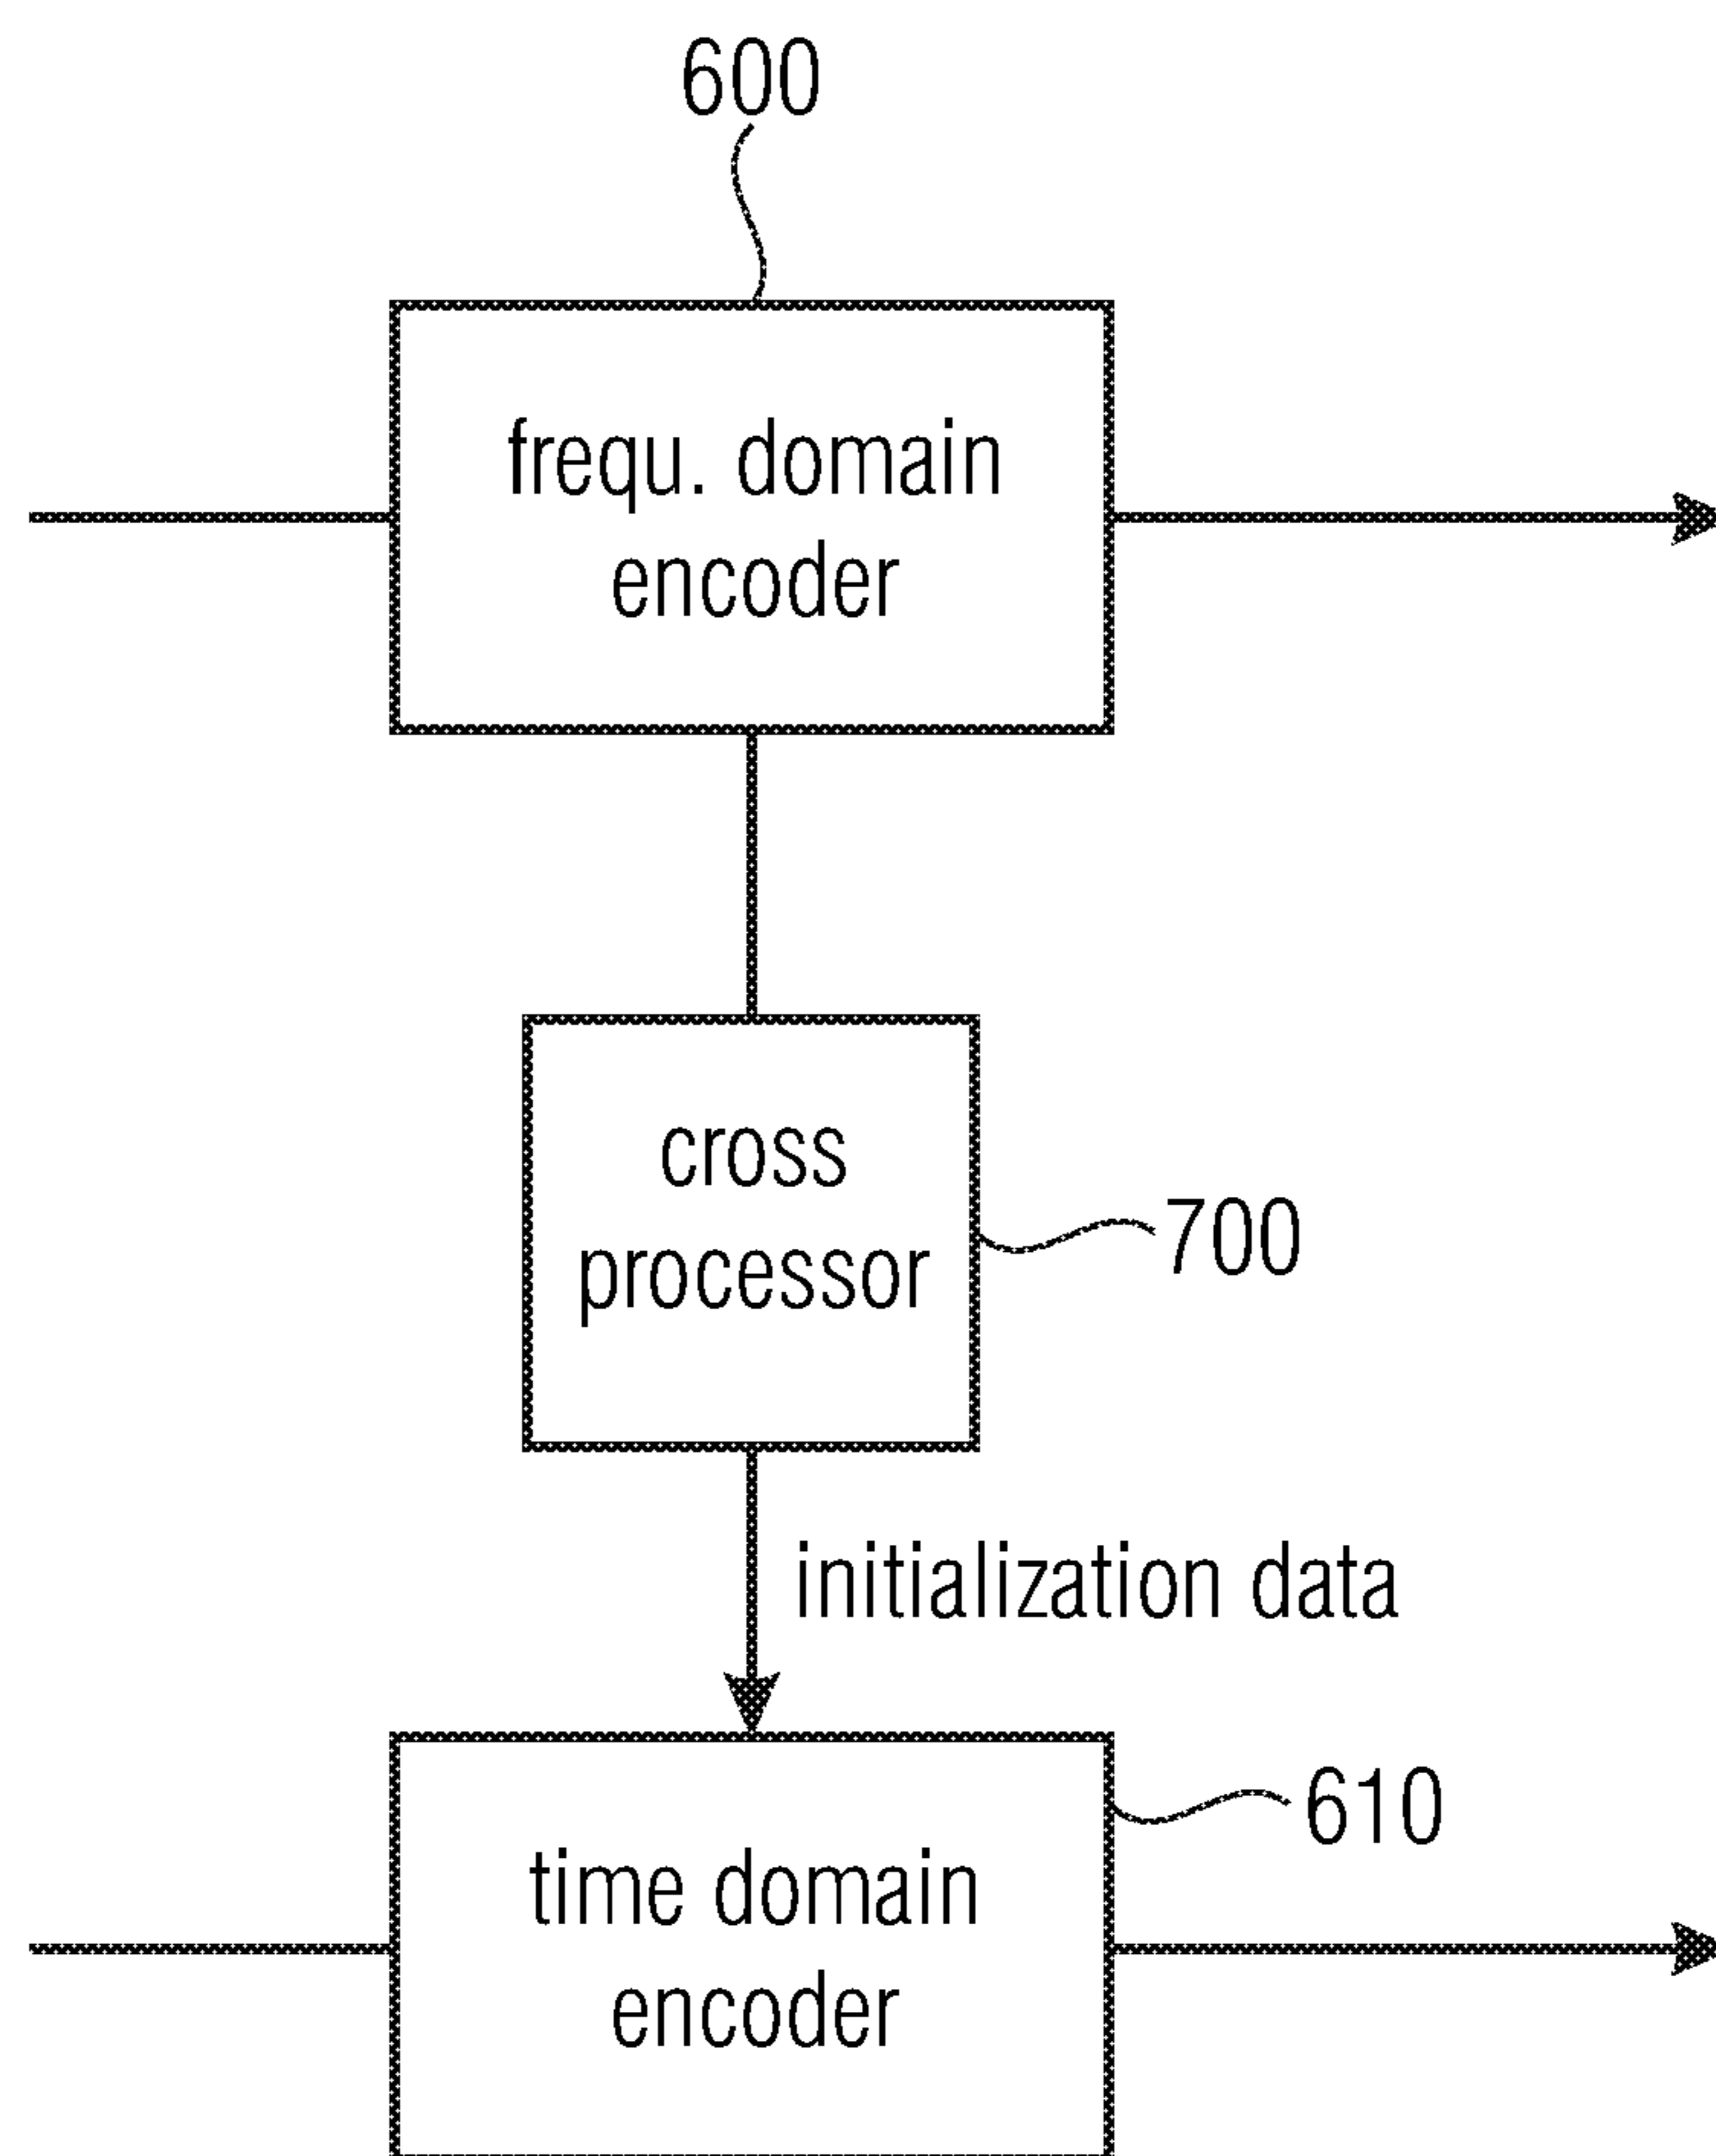 600
frequ. domain
encoder
cross
processor
700
initialization data
610
time domain
encoder